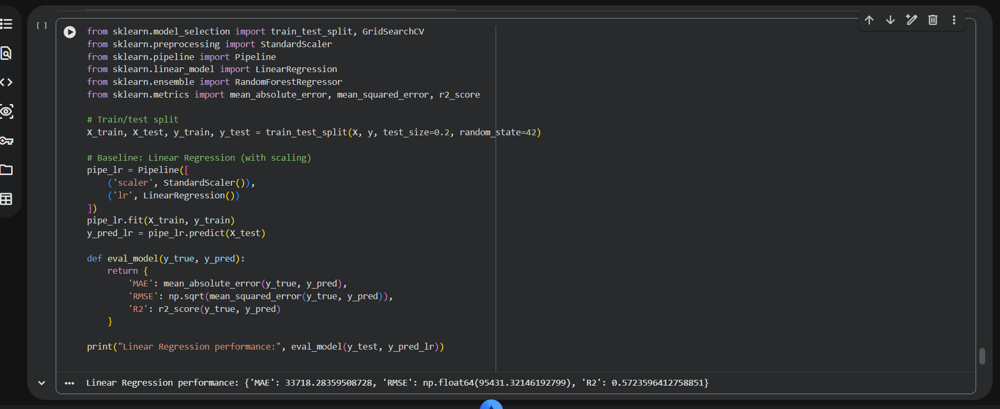 [ ]
from sklearn.model_selection import train_test_split, GridSearchCV
from sklearn.preprocessing import StandardScaler
from sklearn.pipeline import Pipeline
from sklearn.linear_model import LinearRegression
from sklearn.ensemble import RandomForestRegressor
from sklearn.metrics import mean_absolute_error, mean_squared_error, r2_score

# Train/test split
X_train, X_test, y_train, y_test = train_test_split(X, y, test_size=0.2, random_state=42)

# Baseline: Linear Regression (with scaling)
pipe_lr = Pipeline([
    ('scaler', StandardScaler()),
    ('lr', LinearRegression())
])
pipe_lr.fit(X_train, y_train)
y_pred_lr = pipe_lr.predict(X_test)

def eval_model(y_true, y_pred):
    return {
        'MAE': mean_absolute_error(y_true, y_pred),
        'RMSE': np.sqrt(mean_squared_error(y_true, y_pred)),
        'R2': r2_score(y_true, y_pred)
    }

print("Linear Regression performance:", eval_model(y_test, y_pred_lr))

Linear Regression performance: {'MAE': 33718.28359508728, 'RMSE': np.float64(95431.32146192799), 'R2': 0.5723596412758851}